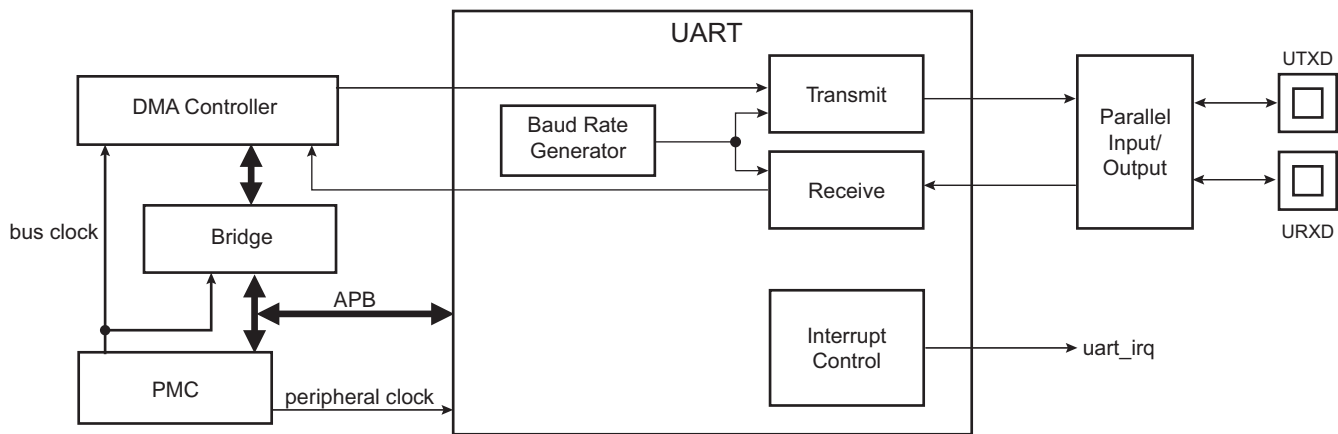 UART
UTXD
DMA Controller
Transmit
Baud Rate
Generator
Parallel
Input/
Output
Receive
bus clock
Bridge
URXD
APB
Interrupt
Control
uart_irq
PMC
peripheral clock